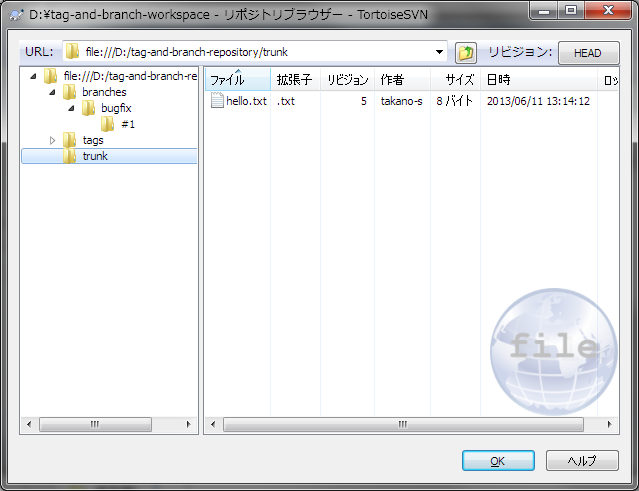 D:¥tag-and-branch-workspace - リポジトリブラウザー - TortoiseSVN
URL: file:///D:/tag-and-branch-repository/trunk リビジョン: HEAD
file:///D:/tag-and-branch-re
branches
bugfix
#1
tags
trunk
ファイル 拡張子 リビジョン 作者 サイズ 日時 ロッ
hello.txt .txt 5 takano-s 8 バイト 2013/06/11 13:14:12
file
OK ヘルプ